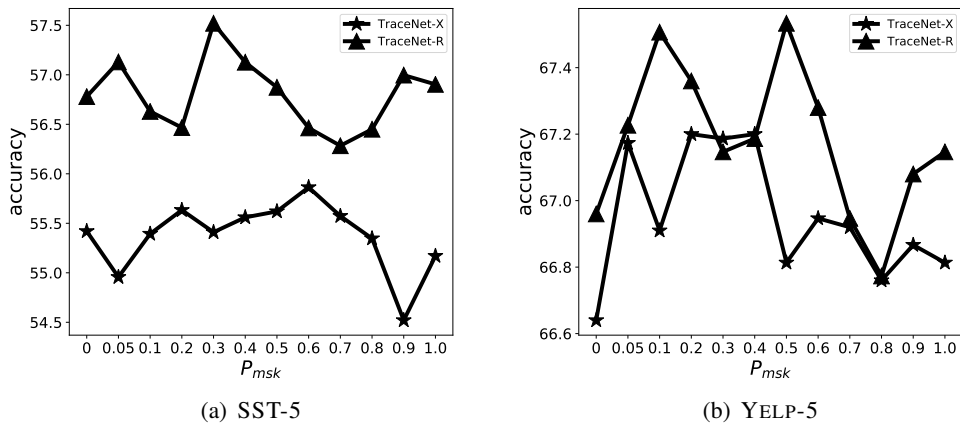 57.5
57.0
56.5
56.0
55.5
55.0
54.5
accuracy
TraceNet-X
TraceNet-R
0 0.05 0.1 0.2 0.3 0.4 0.5 0.6 0.7 0.8 0.9 1.0
P_msk
(a) SST-5
67.4
67.2
67.0
66.8
66.6
accuracy
TraceNet-X
TraceNet-R
0 0.05 0.1 0.2 0.3 0.4 0.5 0.6 0.7 0.8 0.9 1.0
P_msk
(b) YELP-5